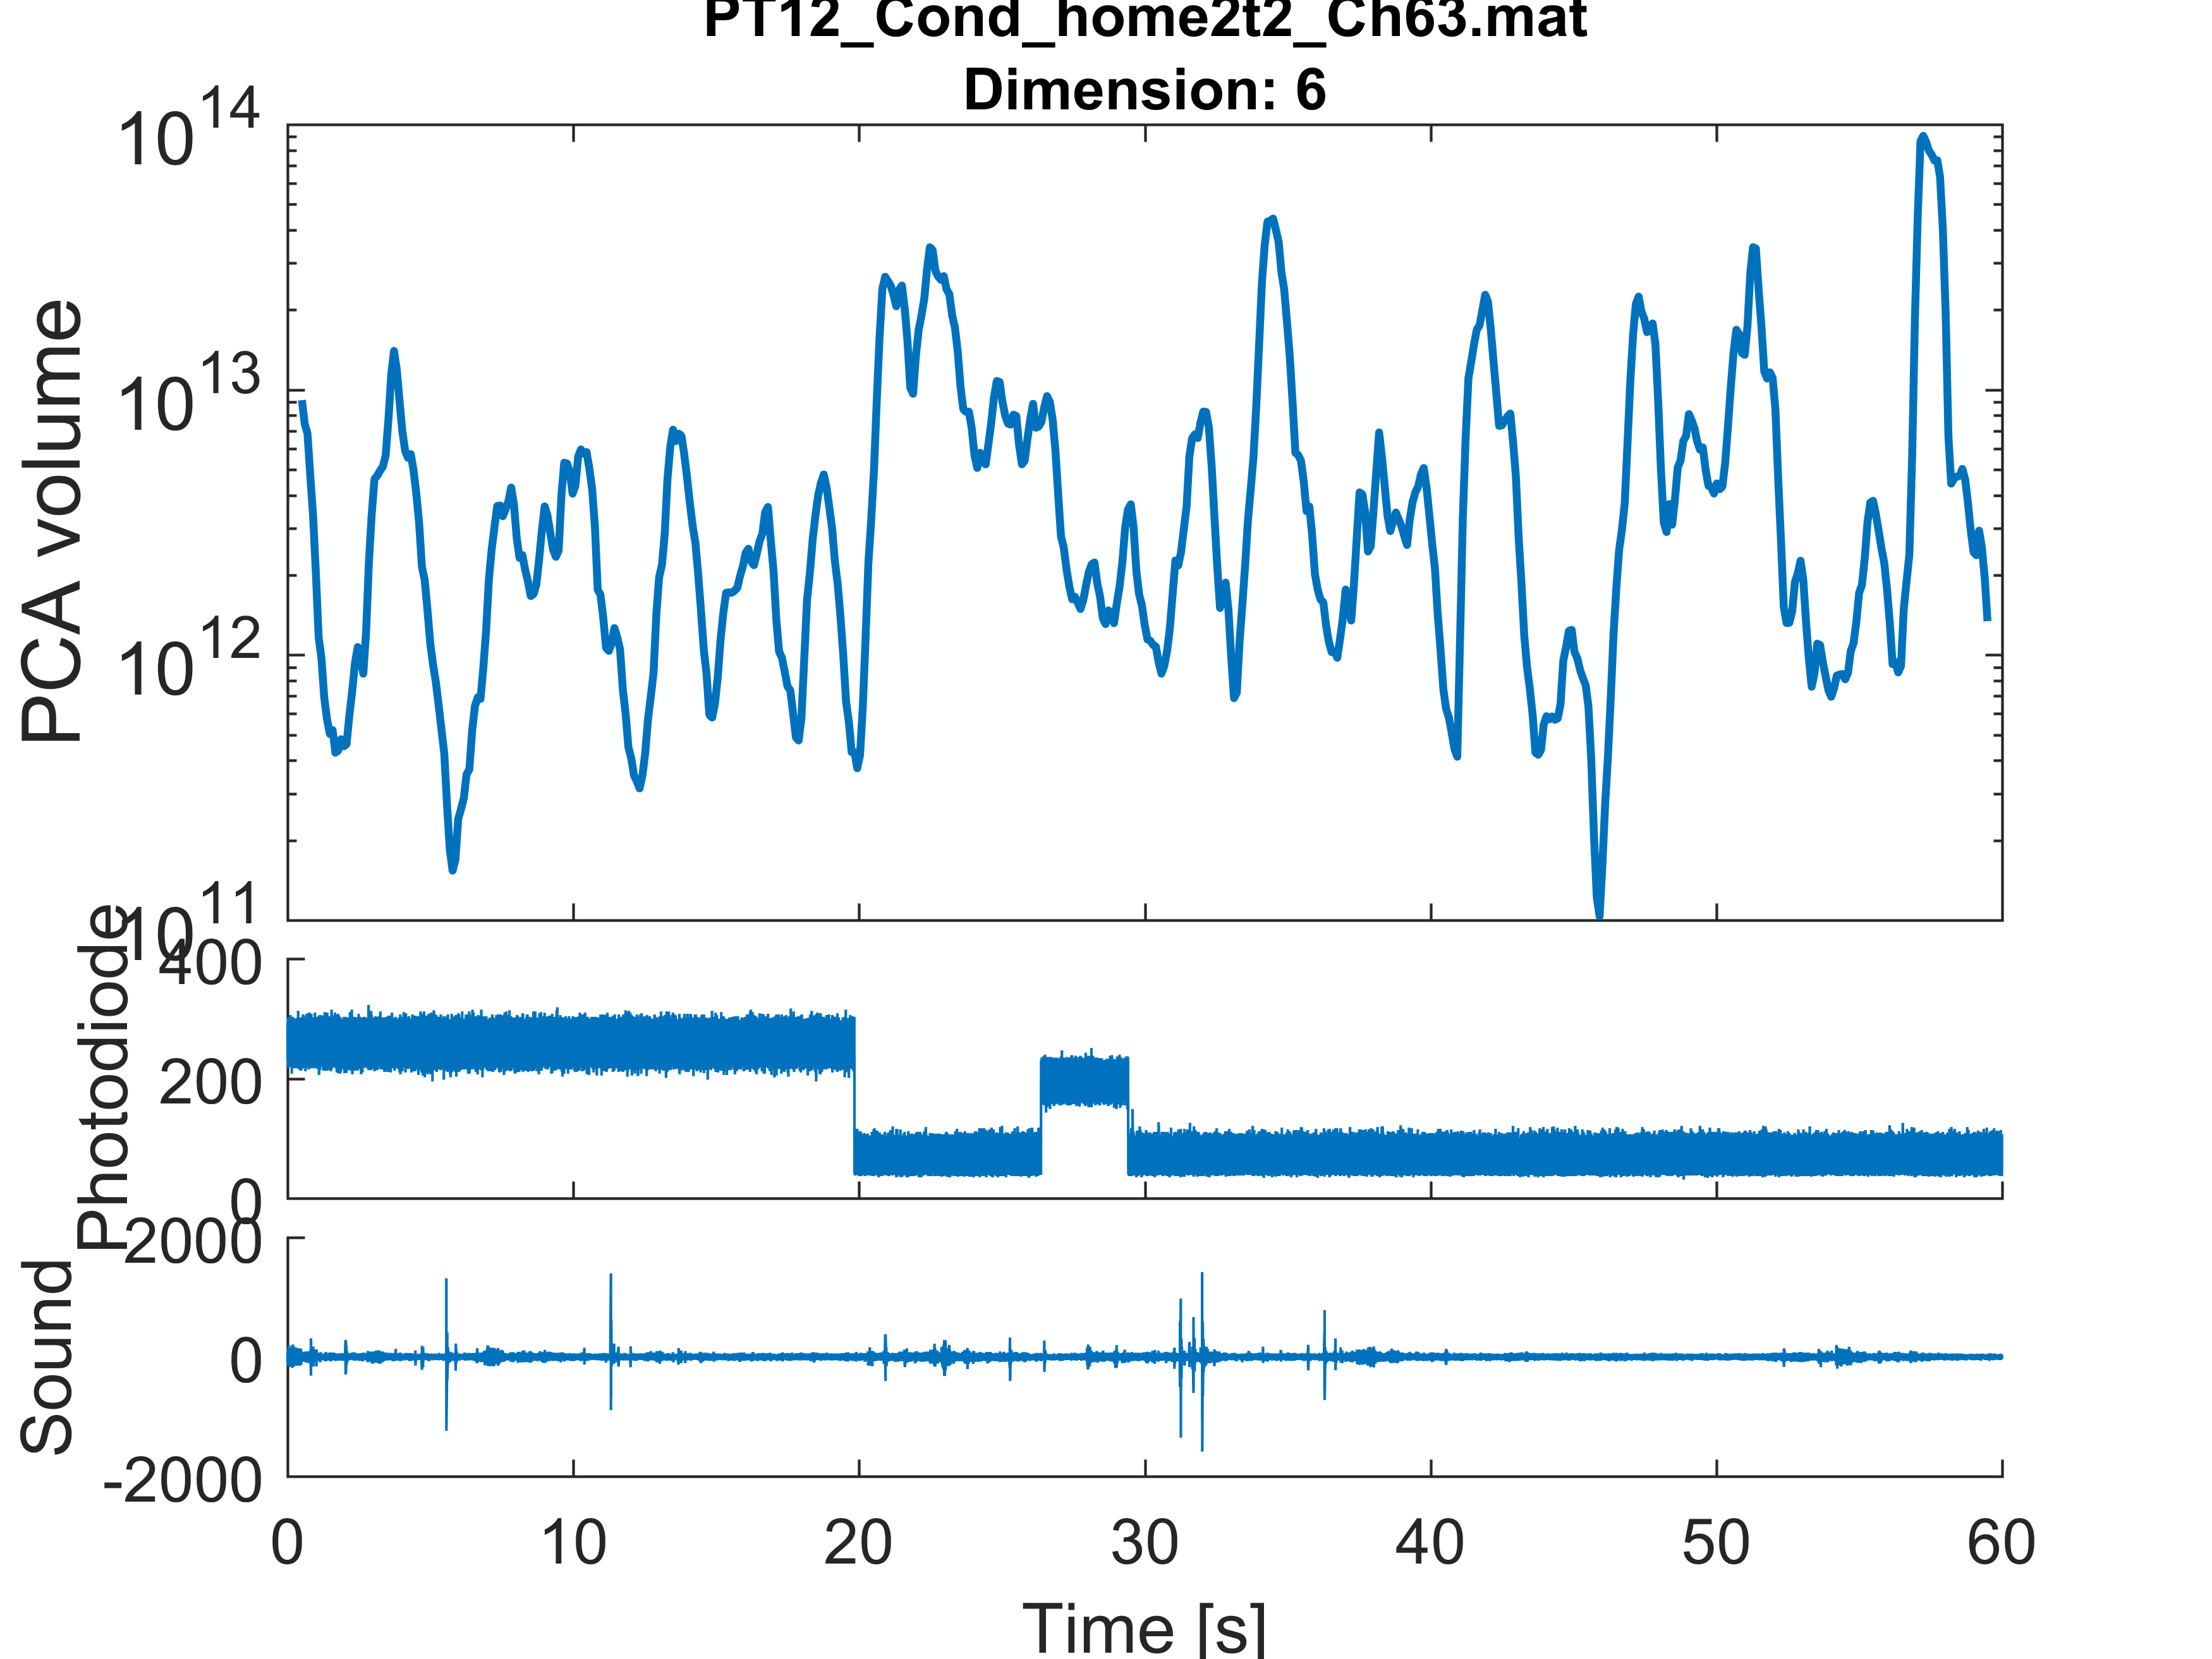 PT12_Cond_home2t2_Ch63.mat
Dimension: 6
10^14
10^13
10^12
10^11
PCA volume
400
200
0
Photodiode
2000
0
-2000
Sound
0 10 20 30 40 50 60
Time [s]